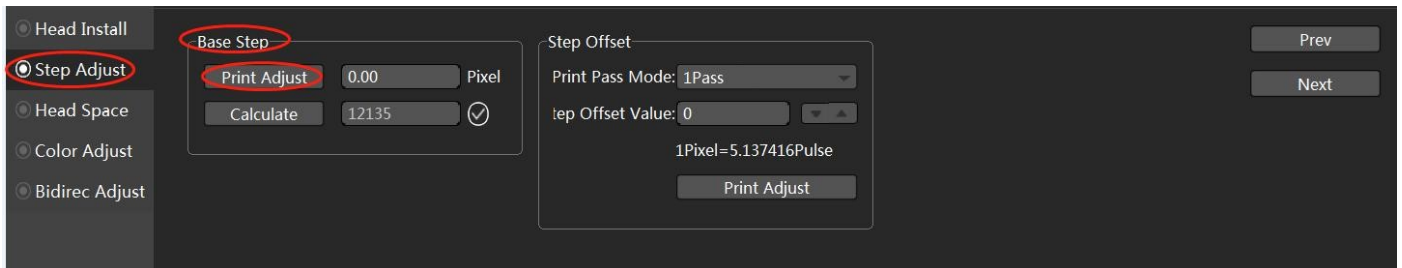 Head Install
Step Adjust
Head Space
Color Adjust
Bidirec Adjust
Base Step
Print Adjust 0.00 Pixel
Calculate 12135
Step Offset
Print Pass Mode: 1Pass
tep Offset Value: 0
1Pixel=5.137416Pulse
Print Adjust
Prev
Next